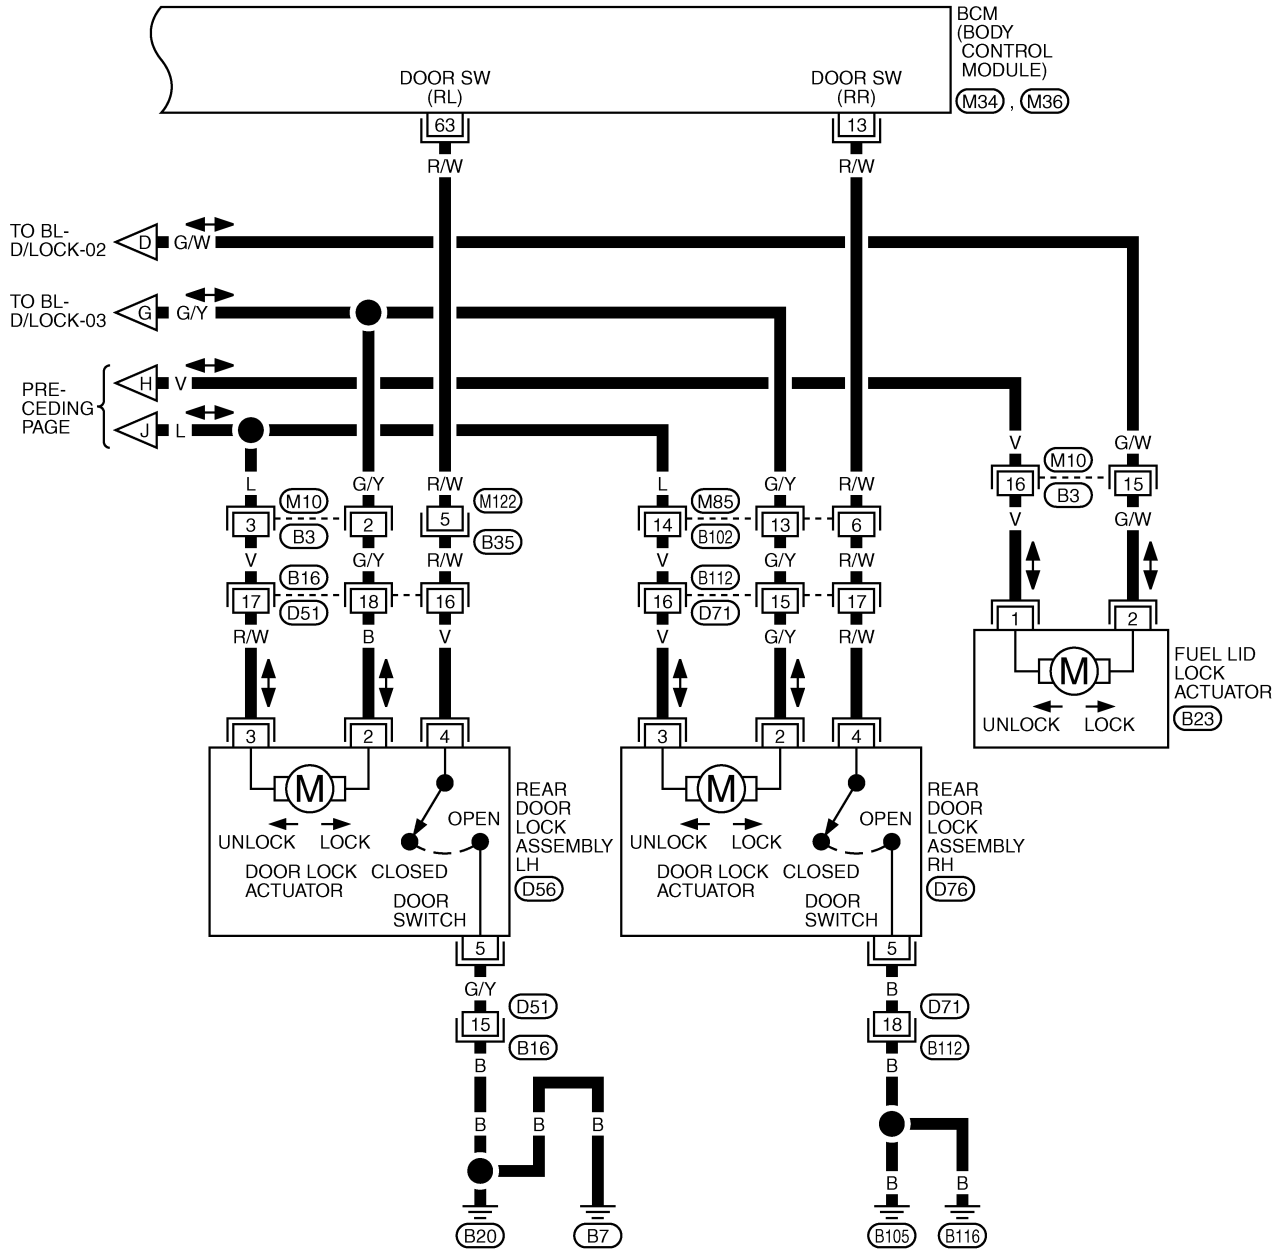 BCM
(BODY
CONTROL
MODULE)
M34 , M36
DOOR SW
(RL)
DOOR SW
(RR)
63
13
R/W
R/W
TO BL-
D/LOCK-02
D
G/W
TO BL-
D/LOCK-03
G
G/Y
PRE-
CEDING
PAGE
H
V
J
L
V
G/W
M10
16
15
B3
V
G/W
L
G/Y
R/W
L
G/Y
R/W
M10
M122
M85
3
2
5
14
13
6
B3
B35
B102
V
G/Y
R/W
V
G/Y
R/W
B16
B112
17
18
16
16
15
17
D51
D71
R/W
B
V
V
G/Y
R/W
1
2
M
UNLOCK
LOCK
FUEL LID
LOCK
ACTUATOR
B23
3
2
4
M
UNLOCK
LOCK
DOOR LOCK
ACTUATOR
OPEN
CLOSED
DOOR
SWITCH
REAR
DOOR
LOCK
ASSEMBLY
LH
D56
3
2
4
M
UNLOCK
LOCK
DOOR LOCK
ACTUATOR
OPEN
CLOSED
DOOR
SWITCH
REAR
DOOR
LOCK
ASSEMBLY
RH
D76
5
G/Y
D51
15
B16
B
B
B
B
B20
B7
5
B
D71
18
B112
B
B
B
B105
B116